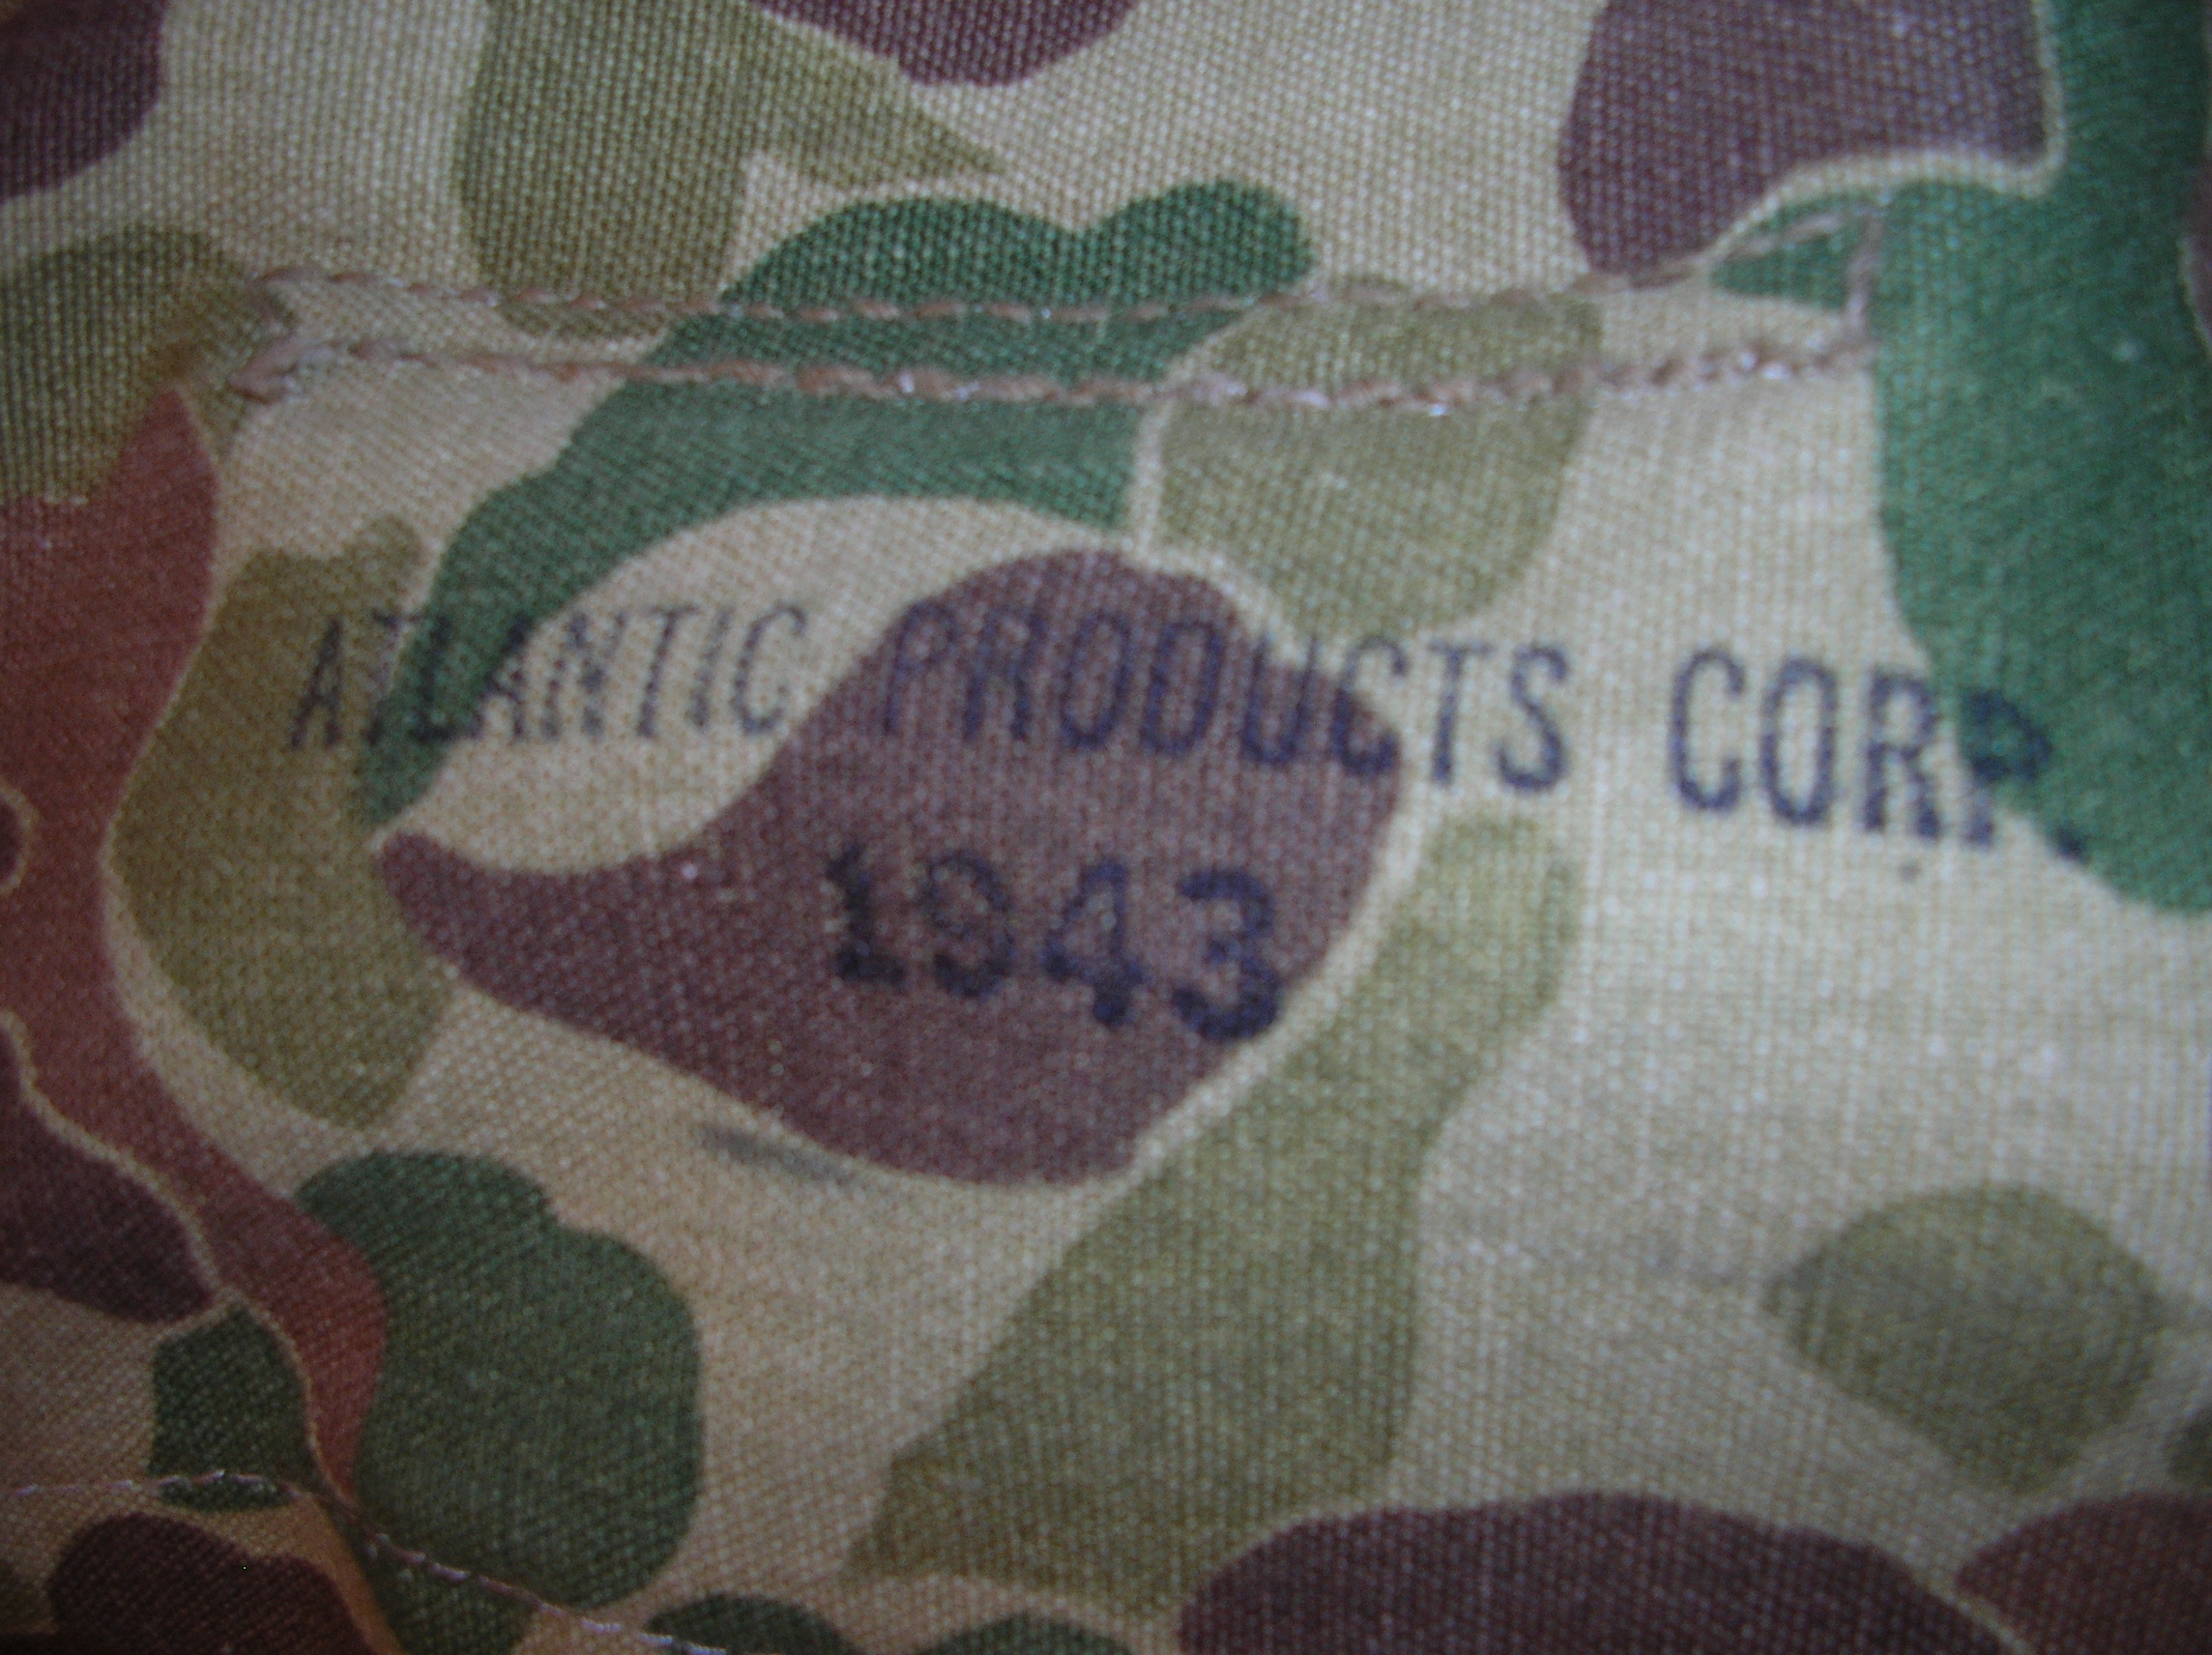 ATLANTIC PRODUCTS CORP.
1943